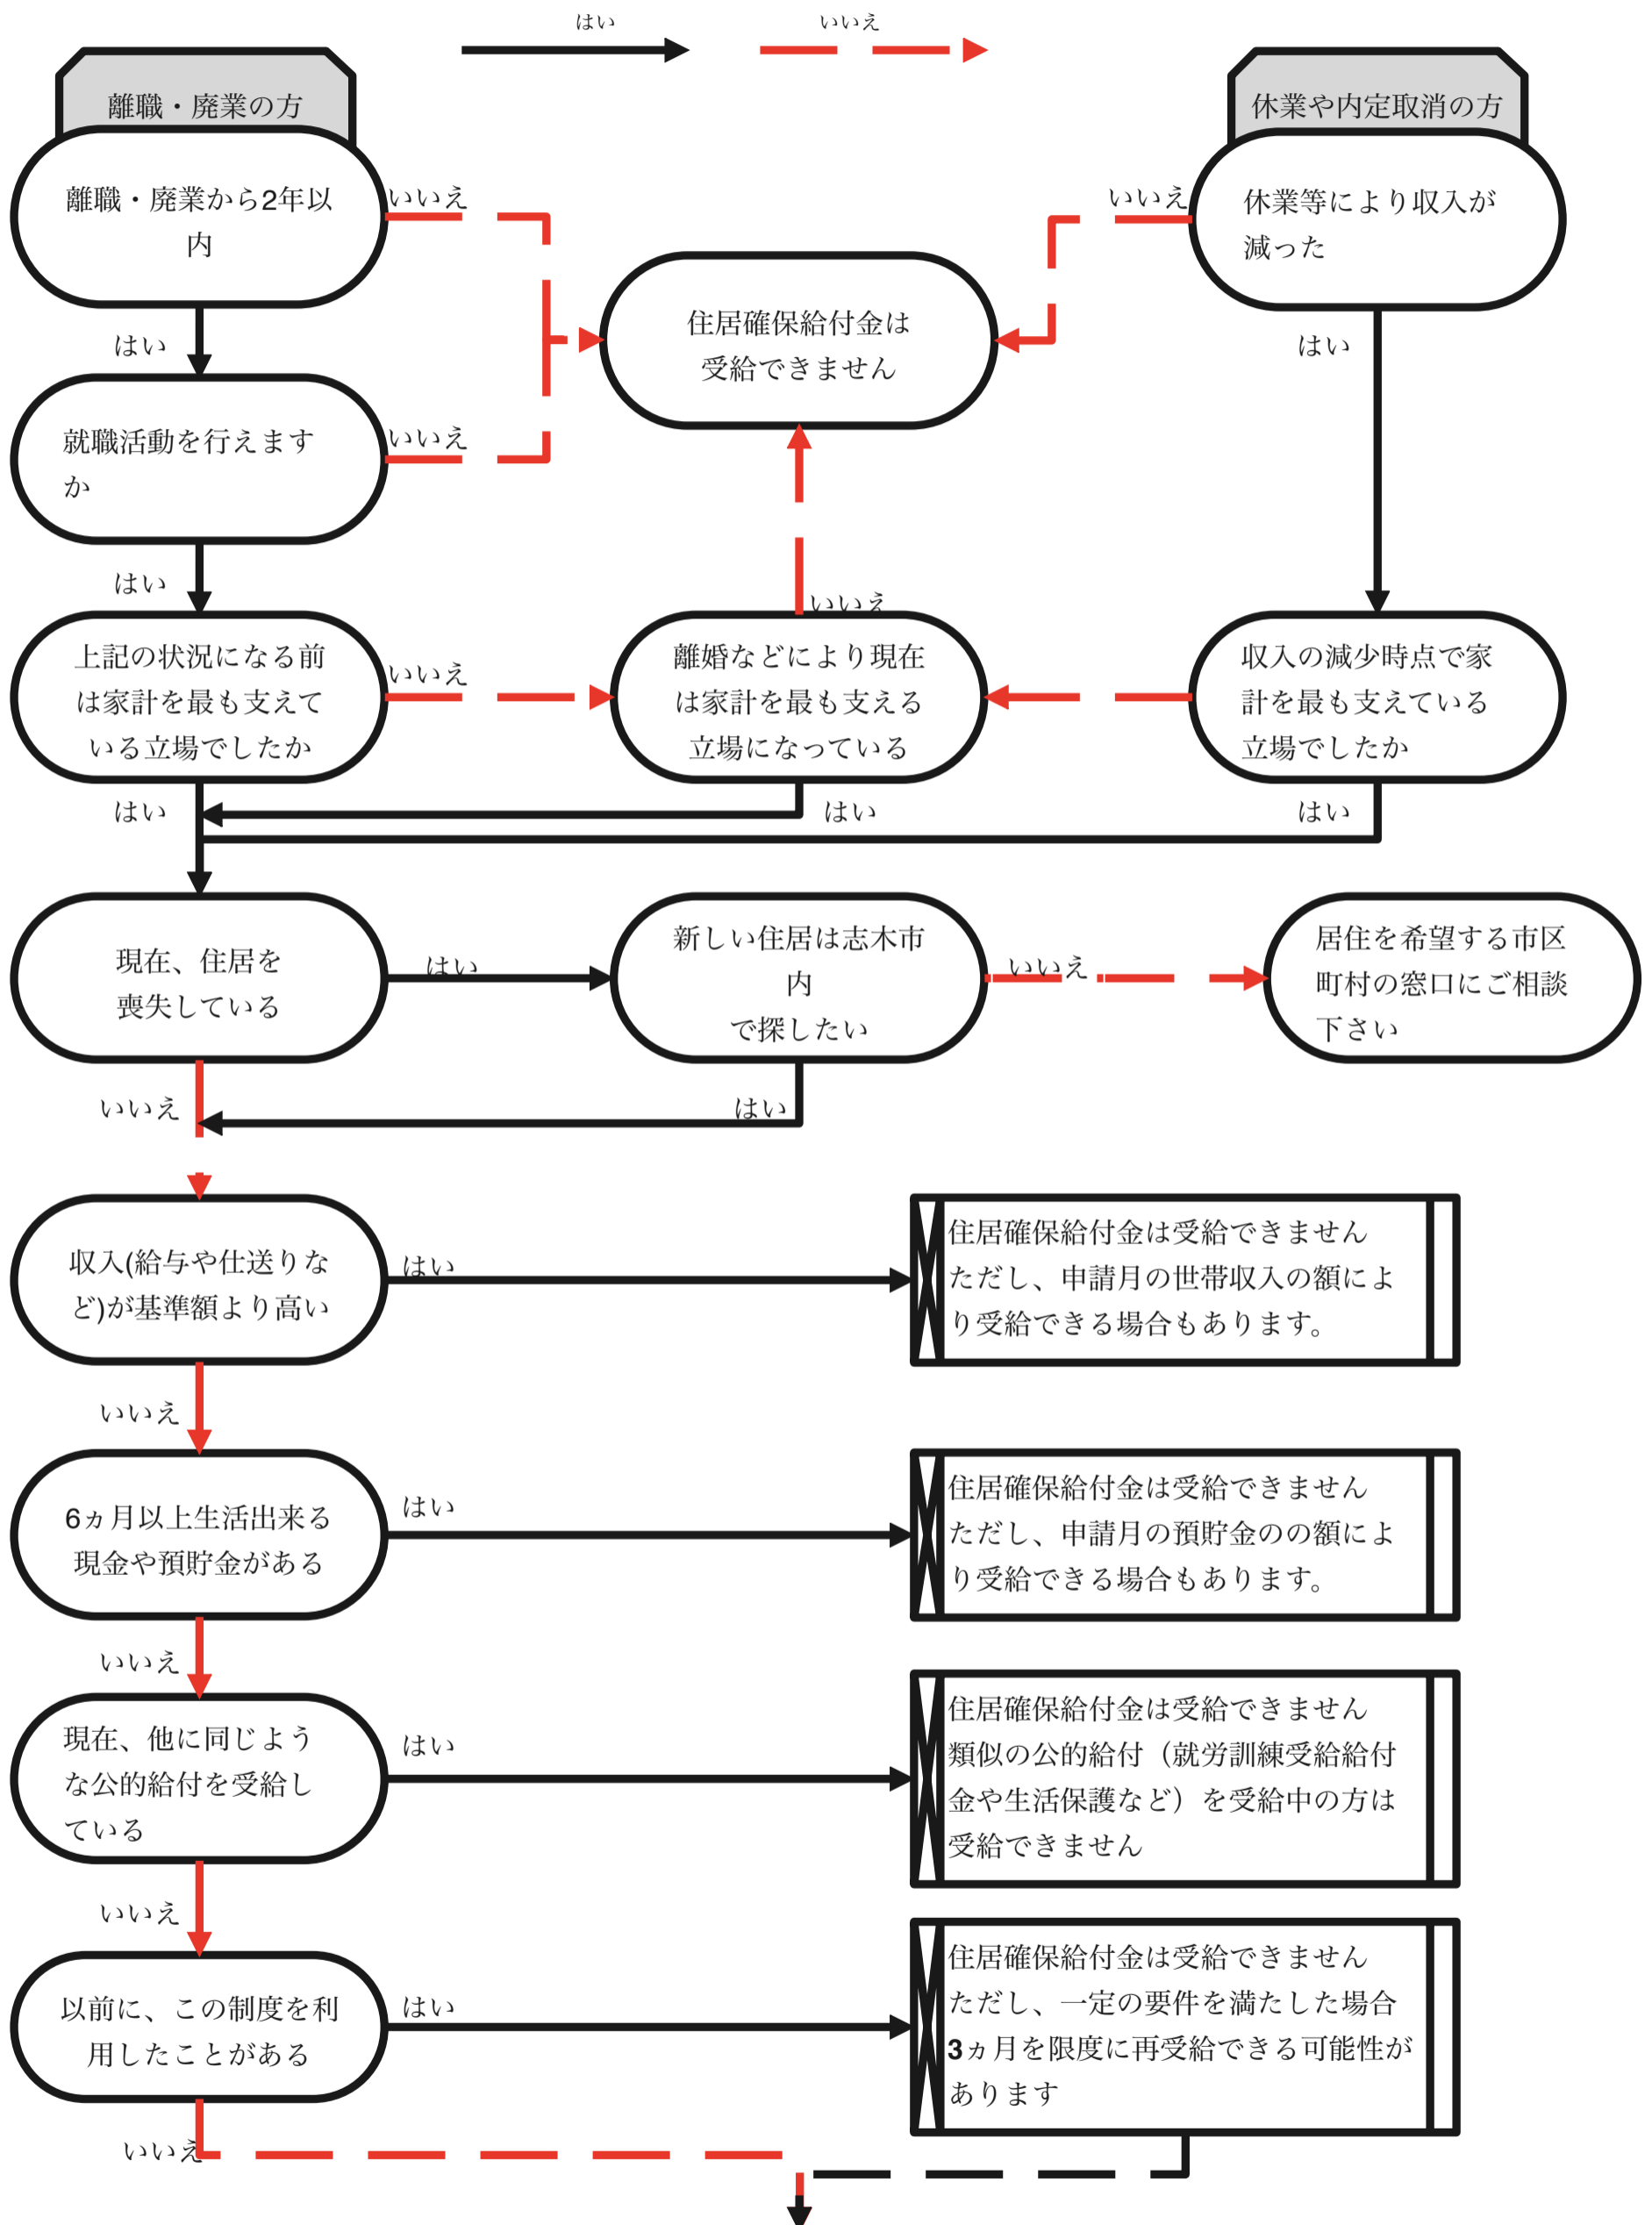 はい
いいえ
離職・廃業の方
休業や内定取消の方
離職・廃業から2年以
内
いいえ
いいえ
休業等により収入が
減った
住居確保給付金は
受給できません
はい
はい
就職活動を行えます
か
いいえ
はい
いいえ
上記の状況になる前
は家計を最も支えて
いる立場でしたか
いいえ
離婚などにより現在
は家計を最も支える
立場になっている
収入の減少時点で家
計を最も支えている
立場でしたか
はい
はい
はい
現在、住居を
喪失している
はい
新しい住居は志木市
内
で探したい
いいえ
居住を希望する市区
町村の窓口にご相談
下さい
いいえ
はい
収入(給与や仕送りな
ど)が基準額より高い
はい
住居確保給付金は受給できません
ただし、申請月の世帯収入の額によ
り受給できる場合もあります。
いいえ
6ヵ月以上生活出来る
現金や預貯金がある
はい
住居確保給付金は受給できません
ただし、申請月の預貯金のの額によ
り受給できる場合もあります。
いいえ
現在、他に同じよう
な公的給付を受給し
ている
はい
住居確保給付金は受給できません
類似の公的給付（就労訓練受給給付
金や生活保護など）を受給中の方は
受給できません
いいえ
以前に、この制度を利
用したことがある
はい
住居確保給付金は受給できません
ただし、一定の要件を満たした場合
3ヵ月を限度に再受給できる可能性が
あります
いいえ